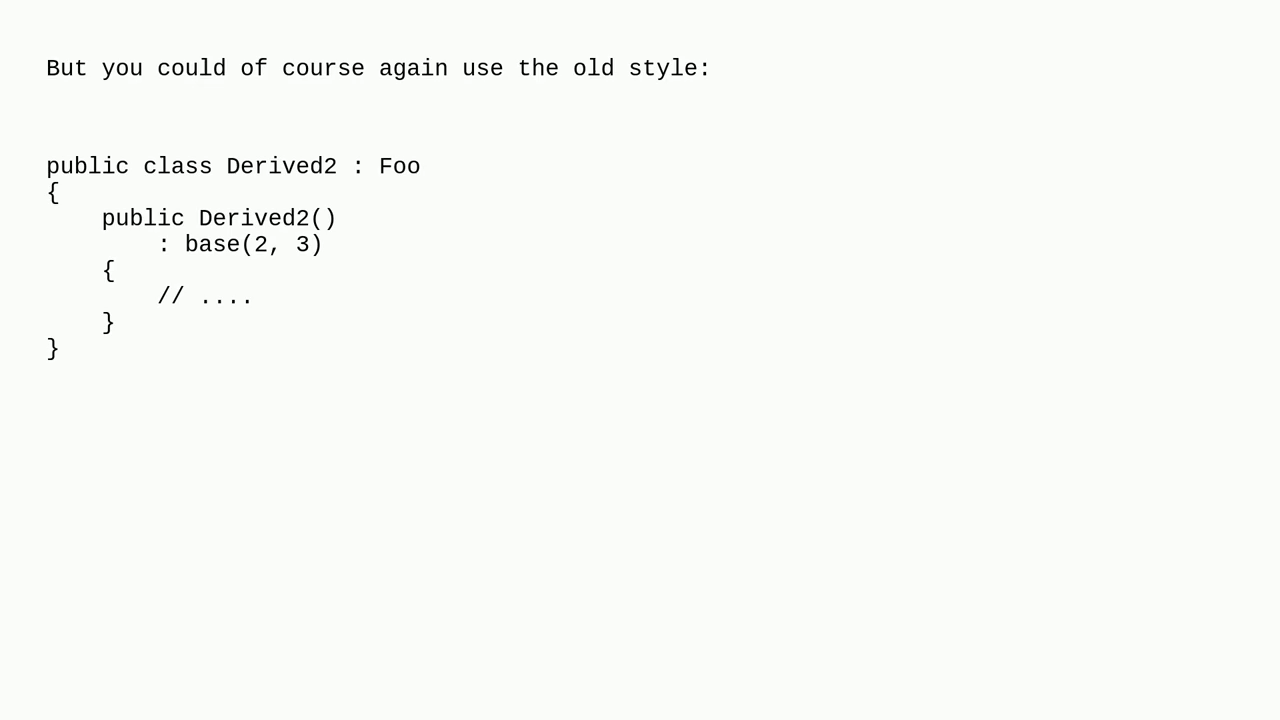 But you could of course again use the old style:
public class Derived2 : Foo
{
    public Derived2()
        : base(2, 3)
    {
        // ....
    }
}